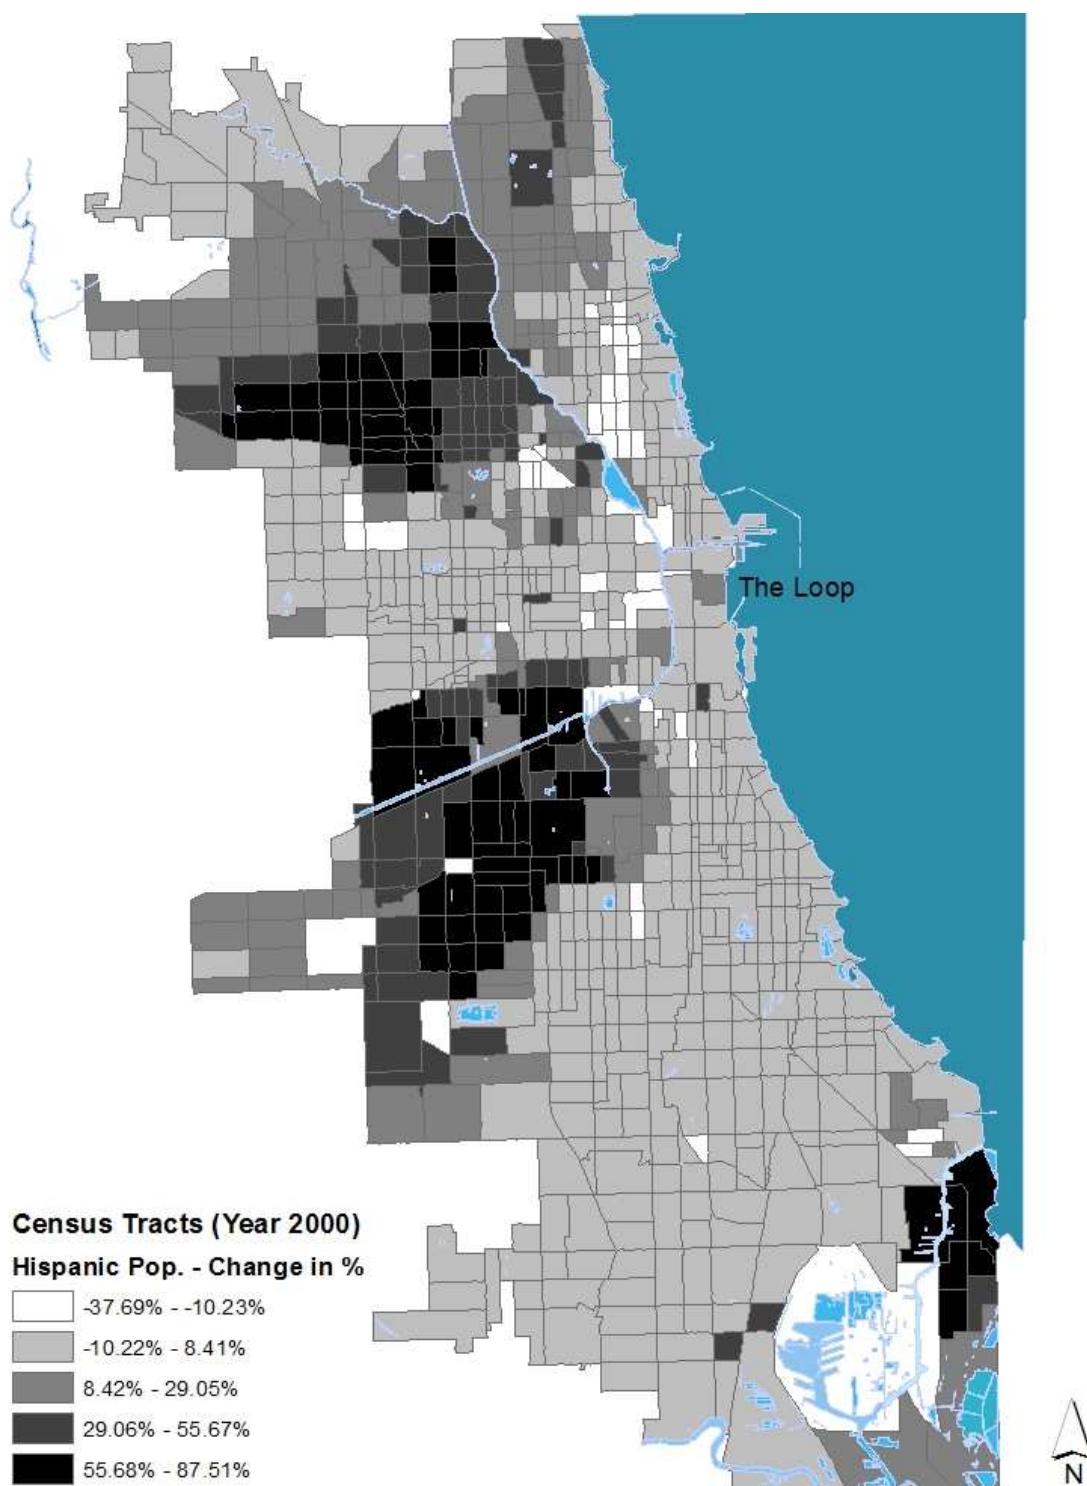 The Loop
Census Tracts (Year 2000)
Hispanic Pop. - Change in %
-37.69% - -10.23%
-10.22% - 8.41%
8.42% - 29.05%
29.06% - 55.67%
55.68% - 87.51%
N